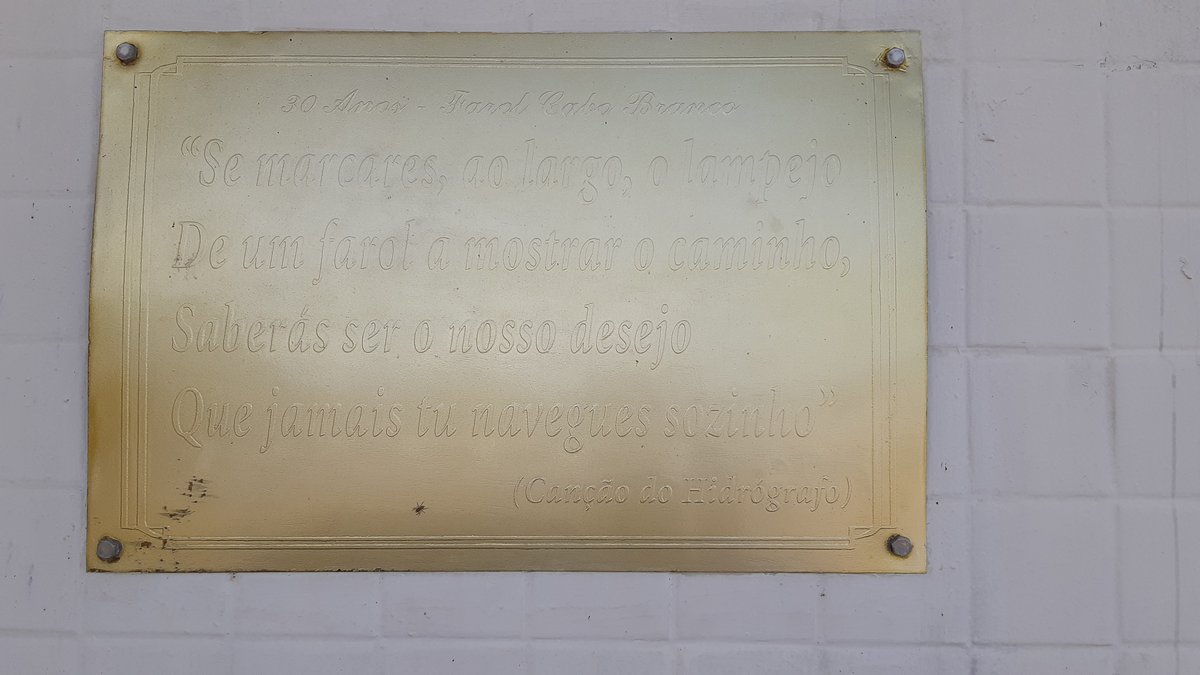 30 Anos - Farol Cabo Branco
“Se marcares, ao largo, o lampejo
De um farol a mostrar o caminho,
Saberás ser o nosso desejo
Que jamais tu navegues sozinho”
(Canção do Hidrógrafo)